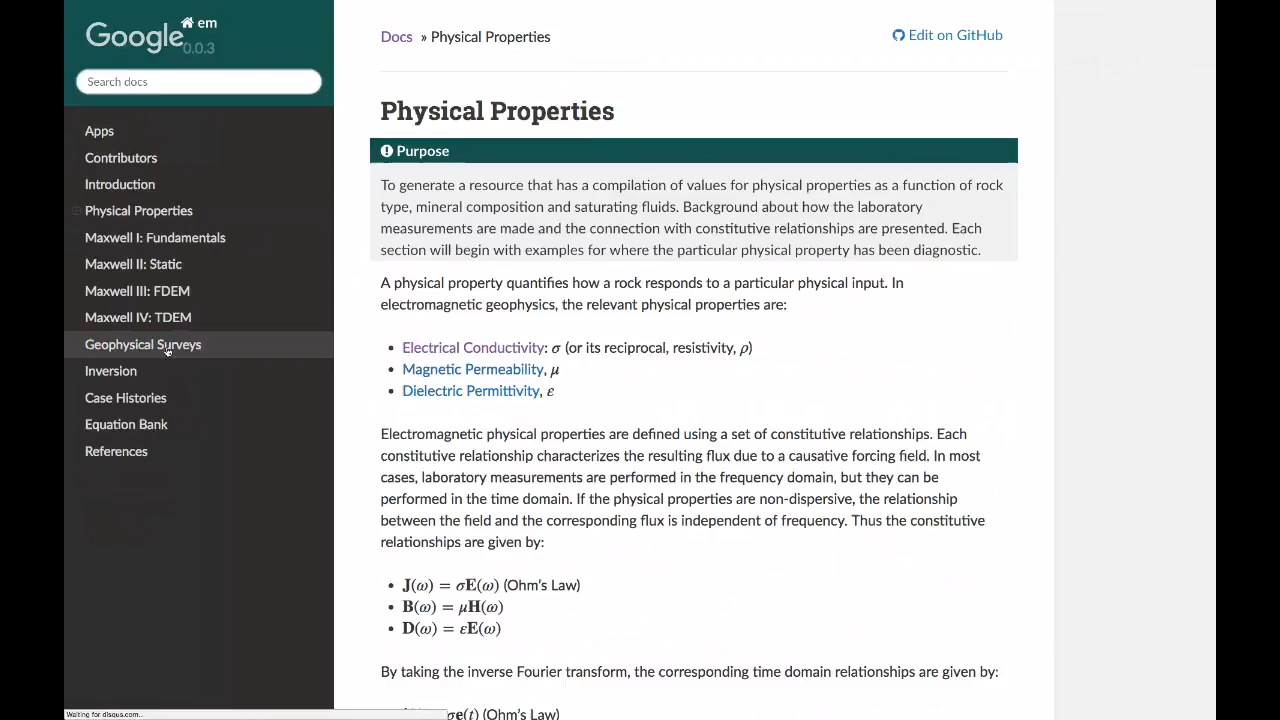 em
Google
0.0.3
Search docs
Apps
Contributors
Introduction
Physical Properties
Maxwell I: Fundamentals
Maxwell II: Static
Maxwell III: FDEM
Maxwell IV: TDEM
Geophysical Surveys
Inversion
Case Histories
Equation Bank
References
Docs » Physical Properties
Edit on GitHub
Physical Properties
Purpose
To generate a resource that has a compilation of values for physical properties as a function of rock
type, mineral composition and saturating fluids. Background about how the laboratory
measurements are made and the connection with constitutive relationships are presented. Each
section will begin with examples for where the particular physical property has been diagnostic.
A physical property quantifies how a rock responds to a particular physical input. In
electromagnetic geophysics, the relevant physical properties are:
• Electrical Conductivity: σ (or its reciprocal, resistivity, ρ)
• Magnetic Permeability, μ
• Dielectric Permittivity, ε
Electromagnetic physical properties are defined using a set of constitutive relationships. Each
constitutive relationship characterizes the resulting flux due to a causative forcing field. In most
cases, laboratory measurements are performed in the frequency domain, but they can be
performed in the time domain. If the physical properties are non-dispersive, the relationship
between the field and the corresponding flux is independent of frequency. Thus the constitutive
relationships are given by:
• J(ω) = σE(ω) (Ohm's Law)
• B(ω) = μH(ω)
• D(ω) = εE(ω)
By taking the inverse Fourier transform, the corresponding time domain relationships are given by:
σe(t) (Ohm's Law)
Waiting for disqus.com...